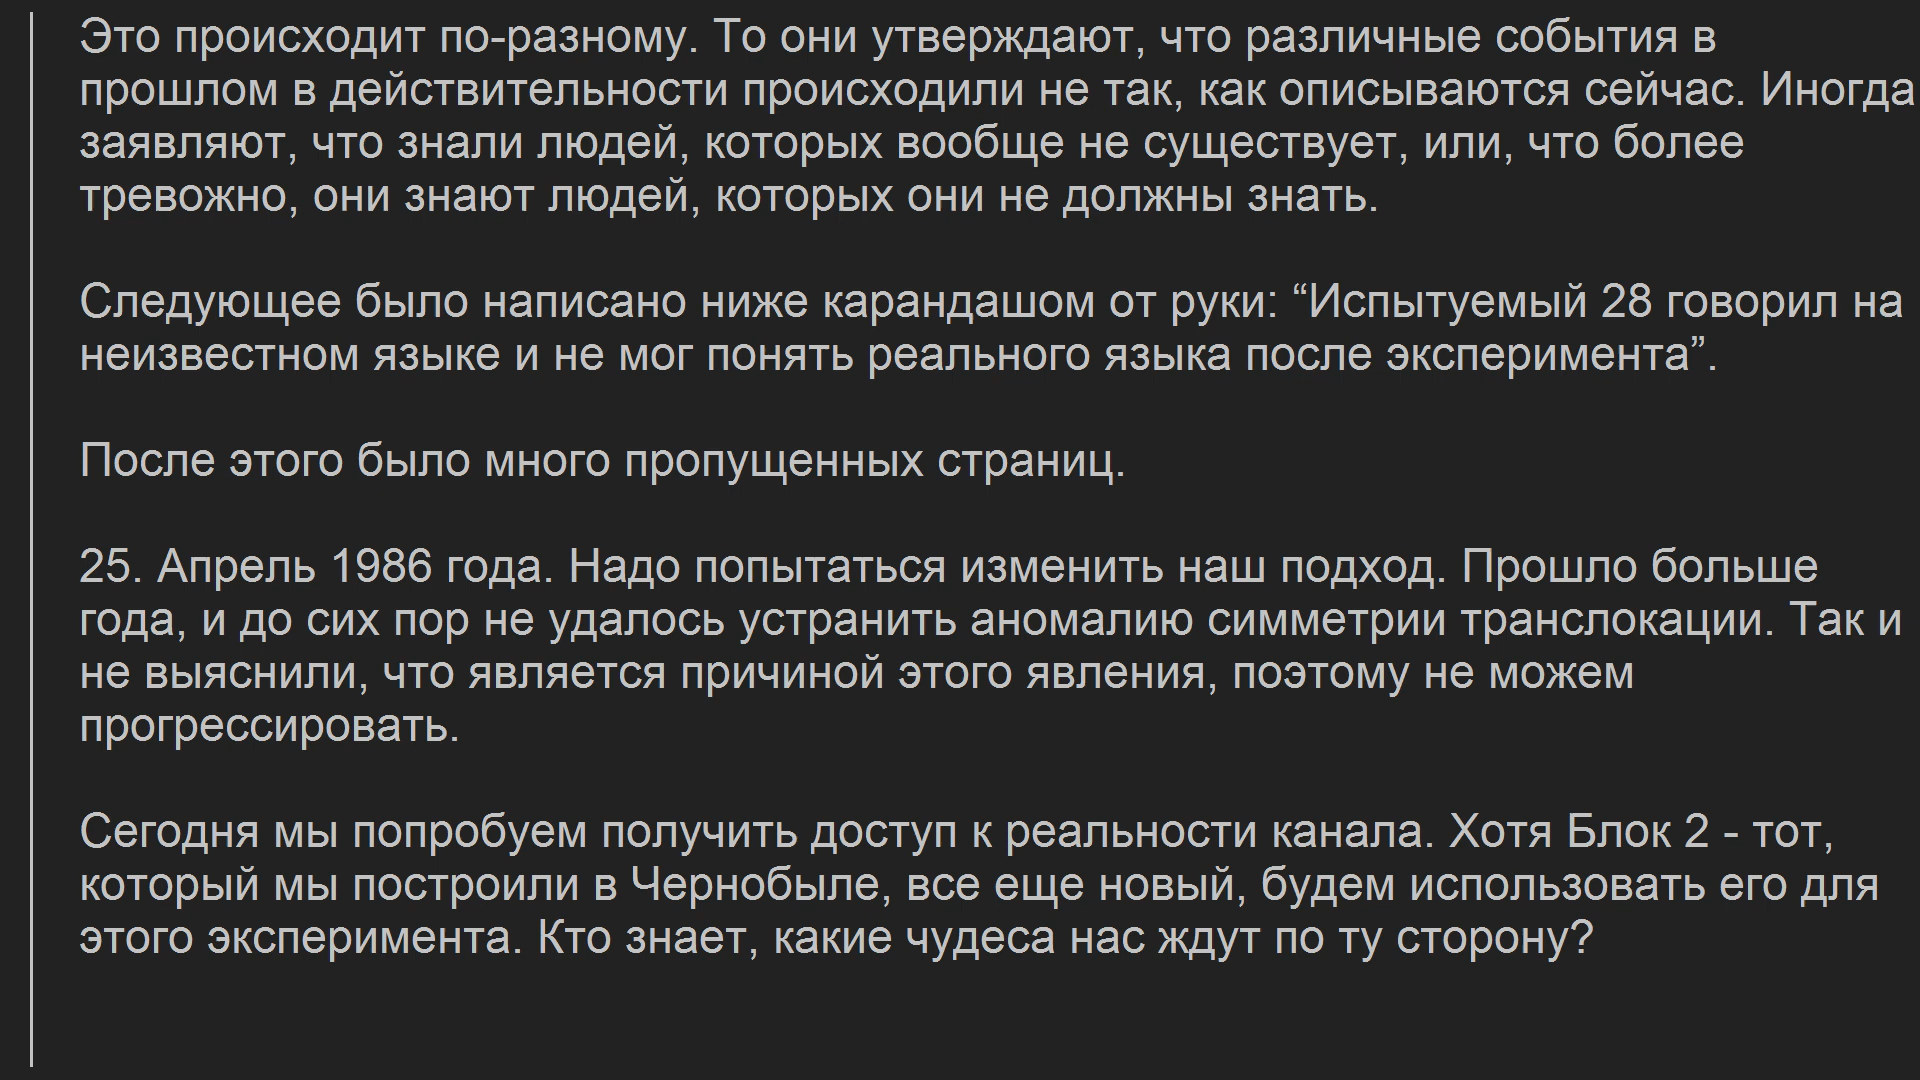 Это происходит по-разному. То они утверждают, что различные события в
прошлом в действительности происходили не так, как описываются сейчас. Иногда
заявляют, что знали людей, которых вообще не существует, или, что более
тревожно, они знают людей, которых они не должны знать.
Следующее было написано ниже карандашом от руки: “Испытуемый 28 говорил на
неизвестном языке и не мог понять реального языка после эксперимента”.
После этого было много пропущенных страниц.
25. Апрель 1986 года. Надо попытаться изменить наш подход. Прошло больше
года, и до сих пор не удалось устранить аномалию симметрии транслокации. Так и
не выяснили, что является причиной этого явления, поэтому не можем
прогрессировать.
Сегодня мы попробуем получить доступ к реальности канала. Хотя Блок 2 - тот,
который мы построили в Чернобыле, все еще новый, будем использовать его для
этого эксперимента. Кто знает, какие чудеса нас ждут по ту сторону?